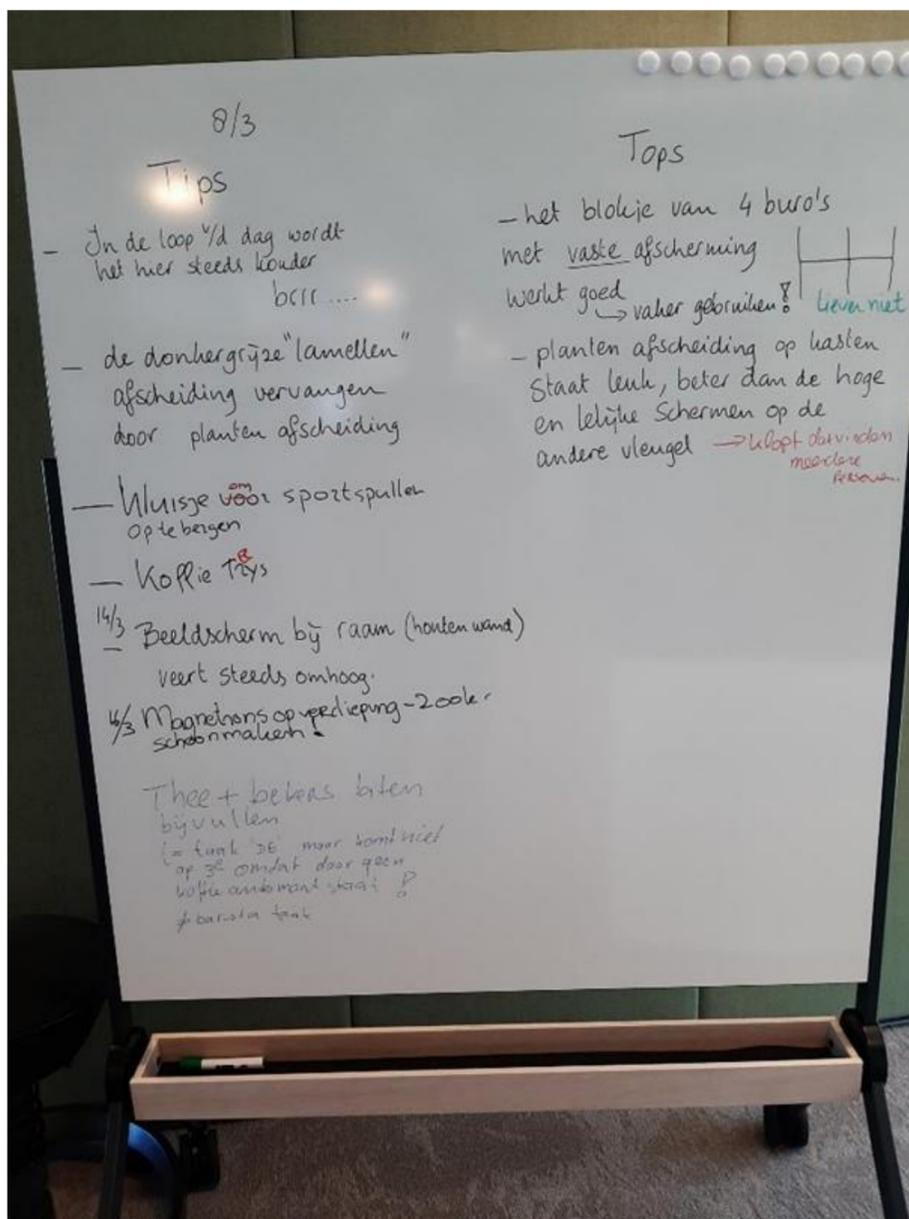 8/3
Tips
- In de loop v/d dag wordt
het hier steeds kouder
brrr....
- de donkergrijze "lamellen"
afscheiding vervangen
door planten afscheiding
- Kluisje voor om sportspullen
op te bergen
- Koffie Trays
14/3
- Beeldscherm bij raam (houten wand)
veert steeds omhoog.
16/3 Magnetrons op verdieping-2 ook
schoonmaken.
Thee + bekers
bijvullen
(= taak DE maar komt niet
op 3e omdat daar geen
koffie automaat staat !
≠ barista taak
Tops
- het blokje van 4 buro's
met vaste afscherming
werkt goed
→ vaker gebruiken!
liever niet
- planten afscheiding op kasten
staat leuk, beter dan de hoge
en lelijke schermen op de
andere vleugel → klopt dat vinden
meerdere
personen.